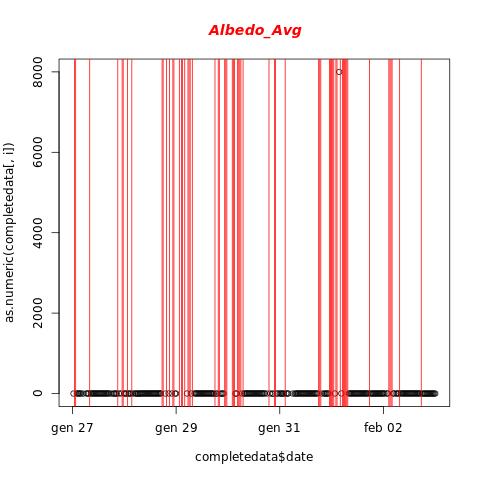 Albedo_Avg
as.numeric(completedata[, i])
8000
6000
4000
2000
0
gen 27
gen 29
gen 31
feb 02
completedata$date